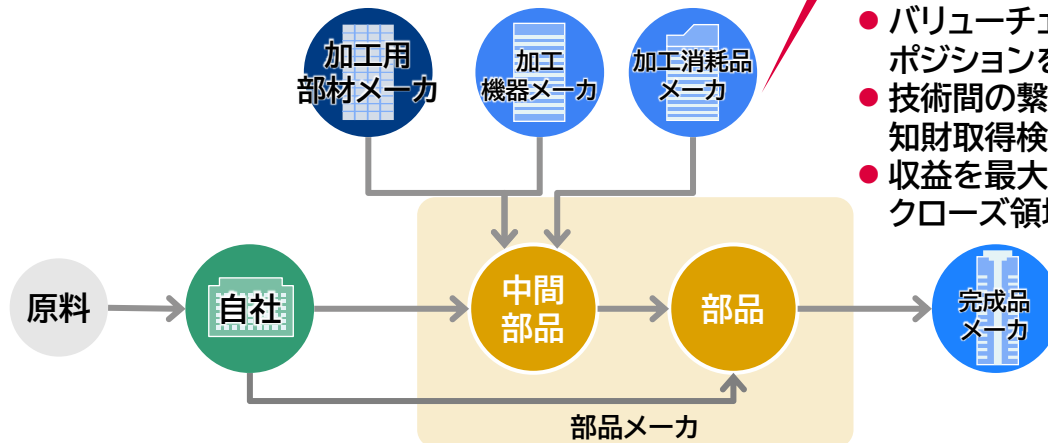 加工用
部材メーカ
加工
機器メーカ
加工消耗品
メーカ
● バリューチェ
ポジションを
● 技術間の繋
知財取得検
● 収益を最大
クローズ領域
原料
自社
中間
部品
部品
完成品
メーカ
部品メーカ